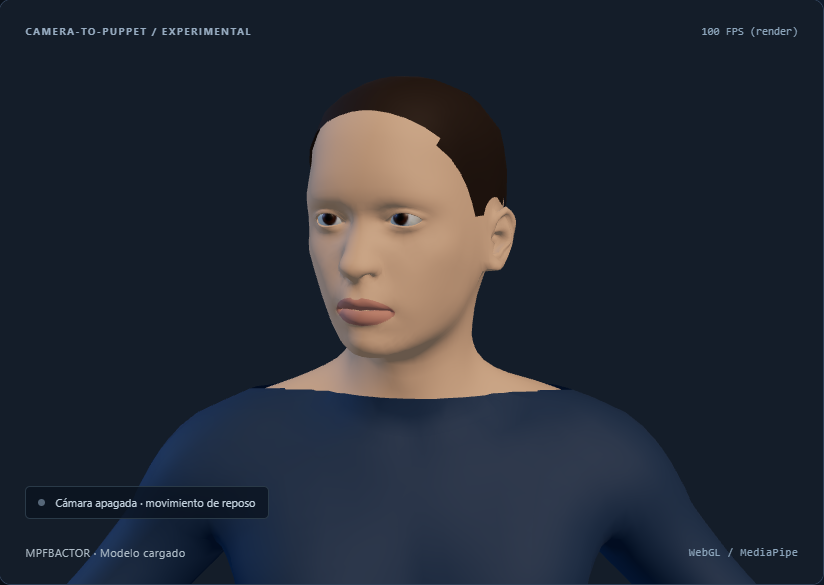 CAMERA-TO-PUPPET / EXPERIMENTAL
100 FPS (render)
Cámara apagada · movimiento de reposo
MPFBACTOR · Modelo cargado
WebGL / MediaPipe